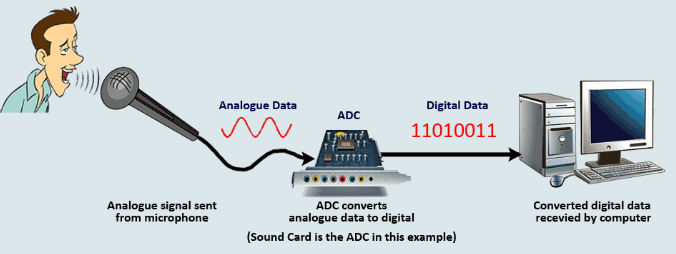 Analogue Data
ADC
Digital Data
11010011
Analogue signal sent
from microphone
ADC converts
analogue data to digital
(Sound Card is the ADC in this example)
Converted digital data
recevied by computer